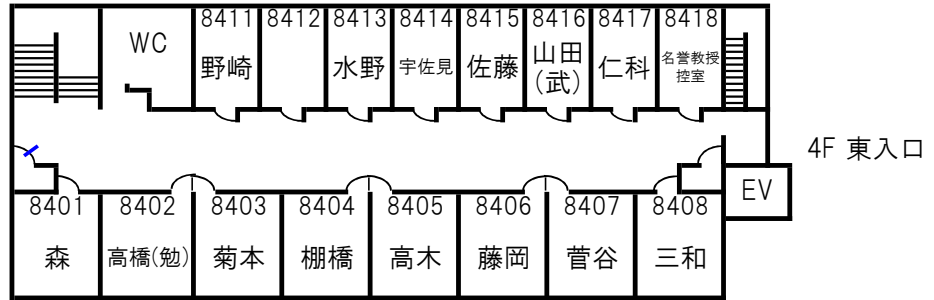 8411
8412
8413
8414
8415
8416
8417
8418
WC
野崎
水野
宇佐見
佐藤
山田
(武)
仁科
名誉教授
控室
4F 東入口
EV
8401
8402
8403
8404
8405
8406
8407
8408
森
高橋(勉)
菊本
棚橋
高木
藤岡
菅谷
三和